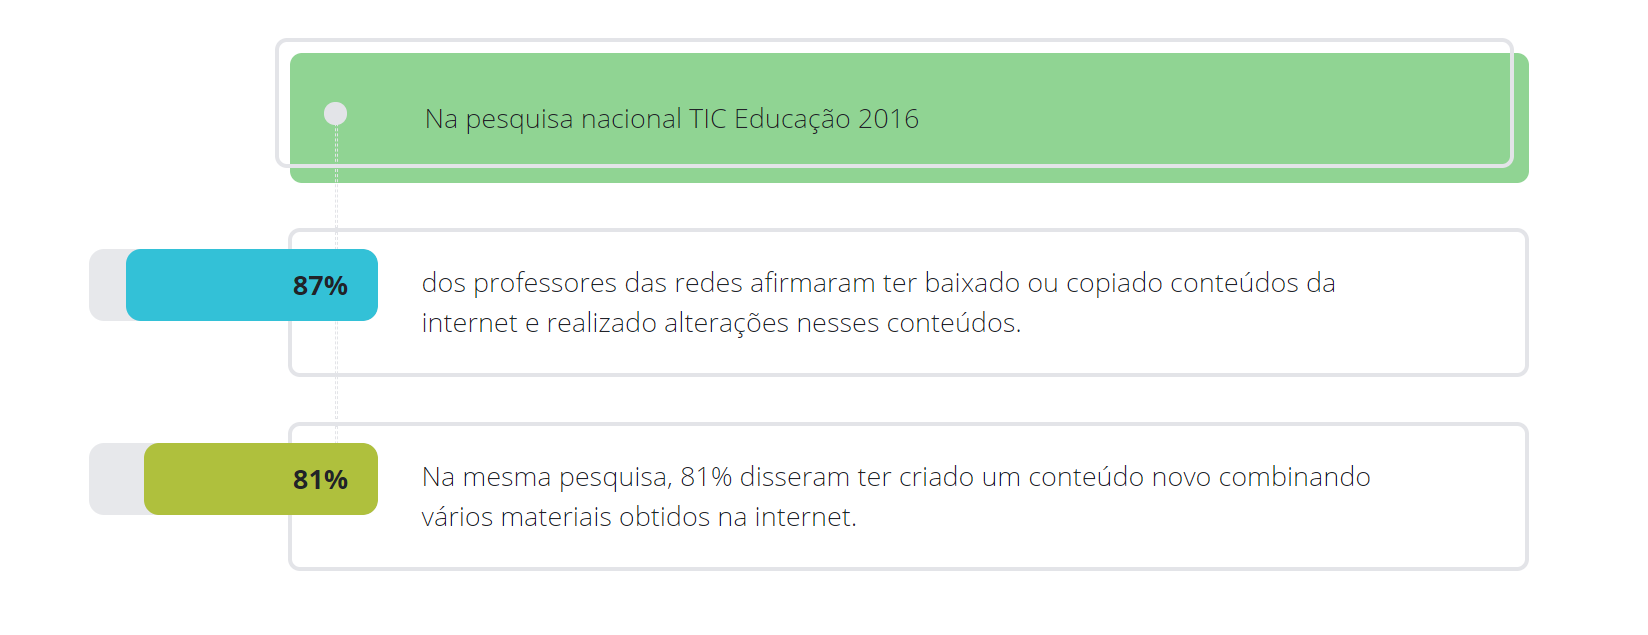 Na pesquisa nacional TIC Educação 2016
87%
dos professores das redes afirmaram ter baixado ou copiado conteúdos da
internet e realizado alterações nesses conteúdos.
81%
Na mesma pesquisa, 81% disseram ter criado um conteúdo novo combinando
vários materiais obtidos na internet.